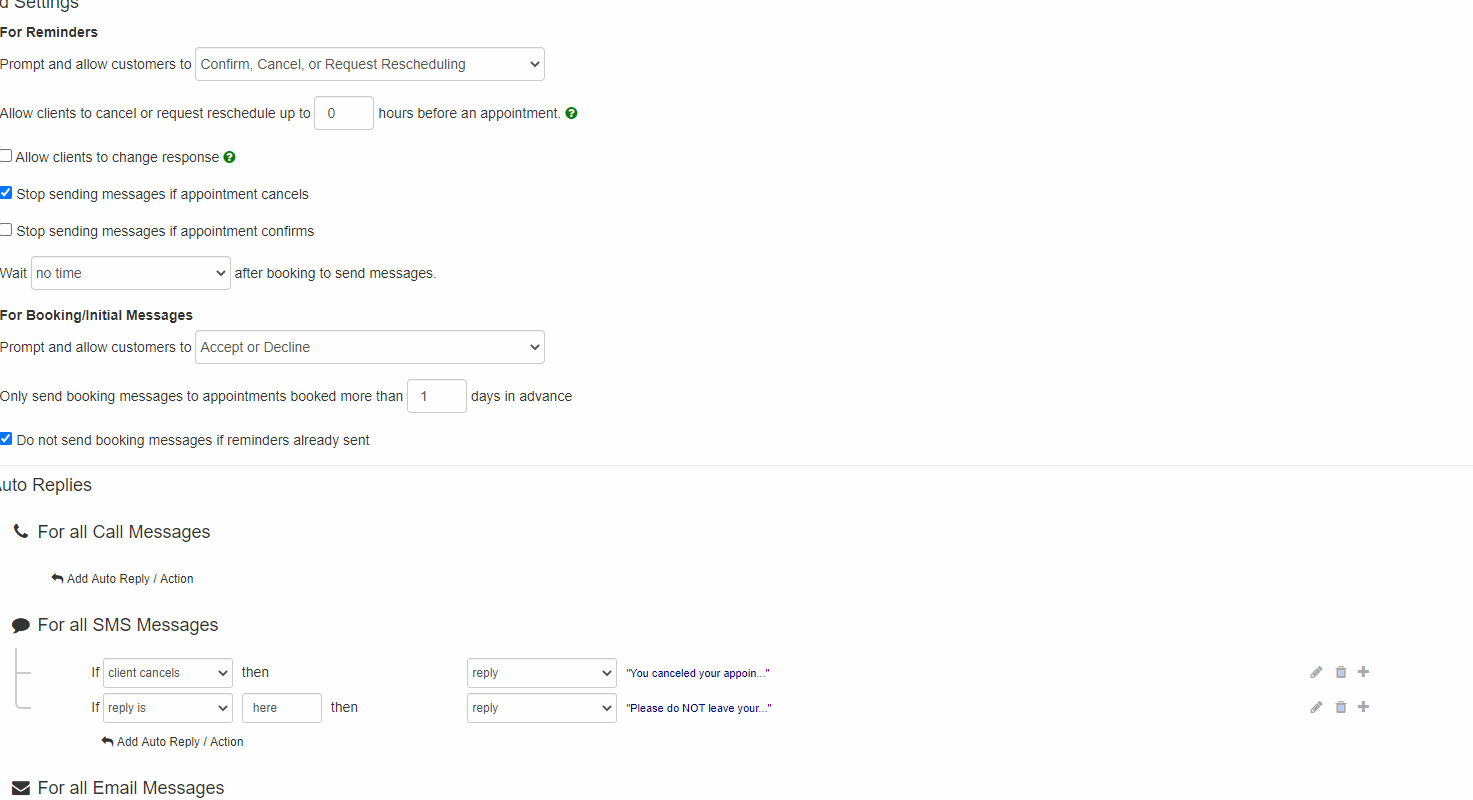 d Settings
For Reminders
Prompt and allow customers to Confirm, Cancel, or Request Rescheduling
Allow clients to cancel or request reschedule up to 0 hours before an appointment.
Allow clients to change response
Stop sending messages if appointment cancels
Stop sending messages if appointment confirms
Wait no time after booking to send messages.
For Booking/Initial Messages
Prompt and allow customers to Accept or Decline
Only send booking messages to appointments booked more than 1 days in advance
Do not send booking messages if reminders already sent
uto Replies
For all Call Messages
Add Auto Reply / Action
For all SMS Messages
If client cancels then reply "You canceled your appoin..."
If reply is here then reply "Please do NOT leave your..."
Add Auto Reply / Action
For all Email Messages